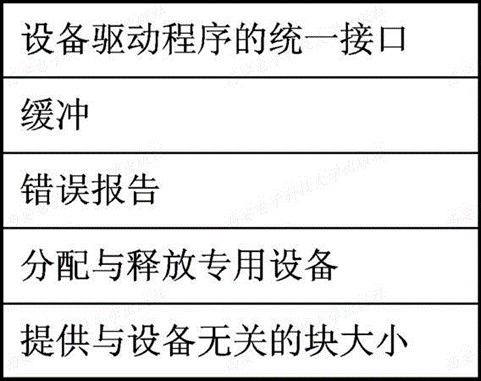 设备驱动程序的统一接口
缓冲
错误报告
分配与释放专用设备
提供与设备无关的块大小